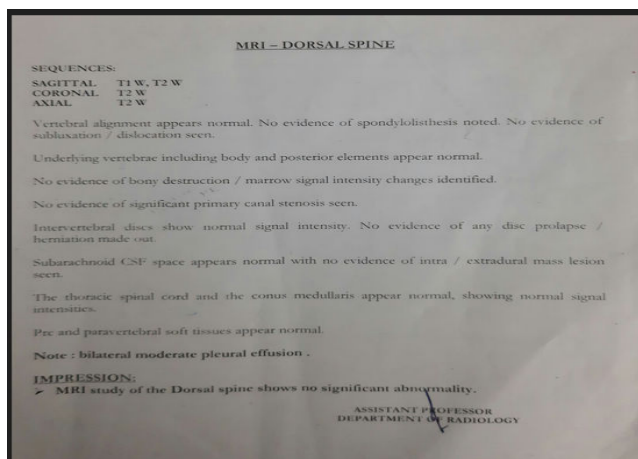 MRI – DORSAL SPINE
SEQUENCES:
SAGITTAL T1 W, T2 W
CORONAL T2 W
AXIAL T2 W
Vertebral alignment appears normal. No evidence of spondylolisthesis noted. No evidence of
subluxation / dislocation seen.
Underlying vertebrae including body and posterior elements appear normal.
No evidence of bony destruction / marrow signal intensity changes identified.
No evidence of significant primary canal stenosis seen.
Intervertebral discs show normal signal intensity. No evidence of any disc prolapse /
herniation made out.
Subarachnoid CSF space appears normal with no evidence of intra / extradural mass lesion
seen.
The thoracic spinal cord and the conus medullaris appear normal, showing normal signal
intensities.
Pre and paravertebral soft tissues appear normal.
Note : bilateral moderate pleural effusion .
IMPRESSION:
➢ MRI study of the Dorsal spine shows no significant abnormality.
ASSISTANT PROFESSOR
DEPARTMENT OF RADIOLOGY